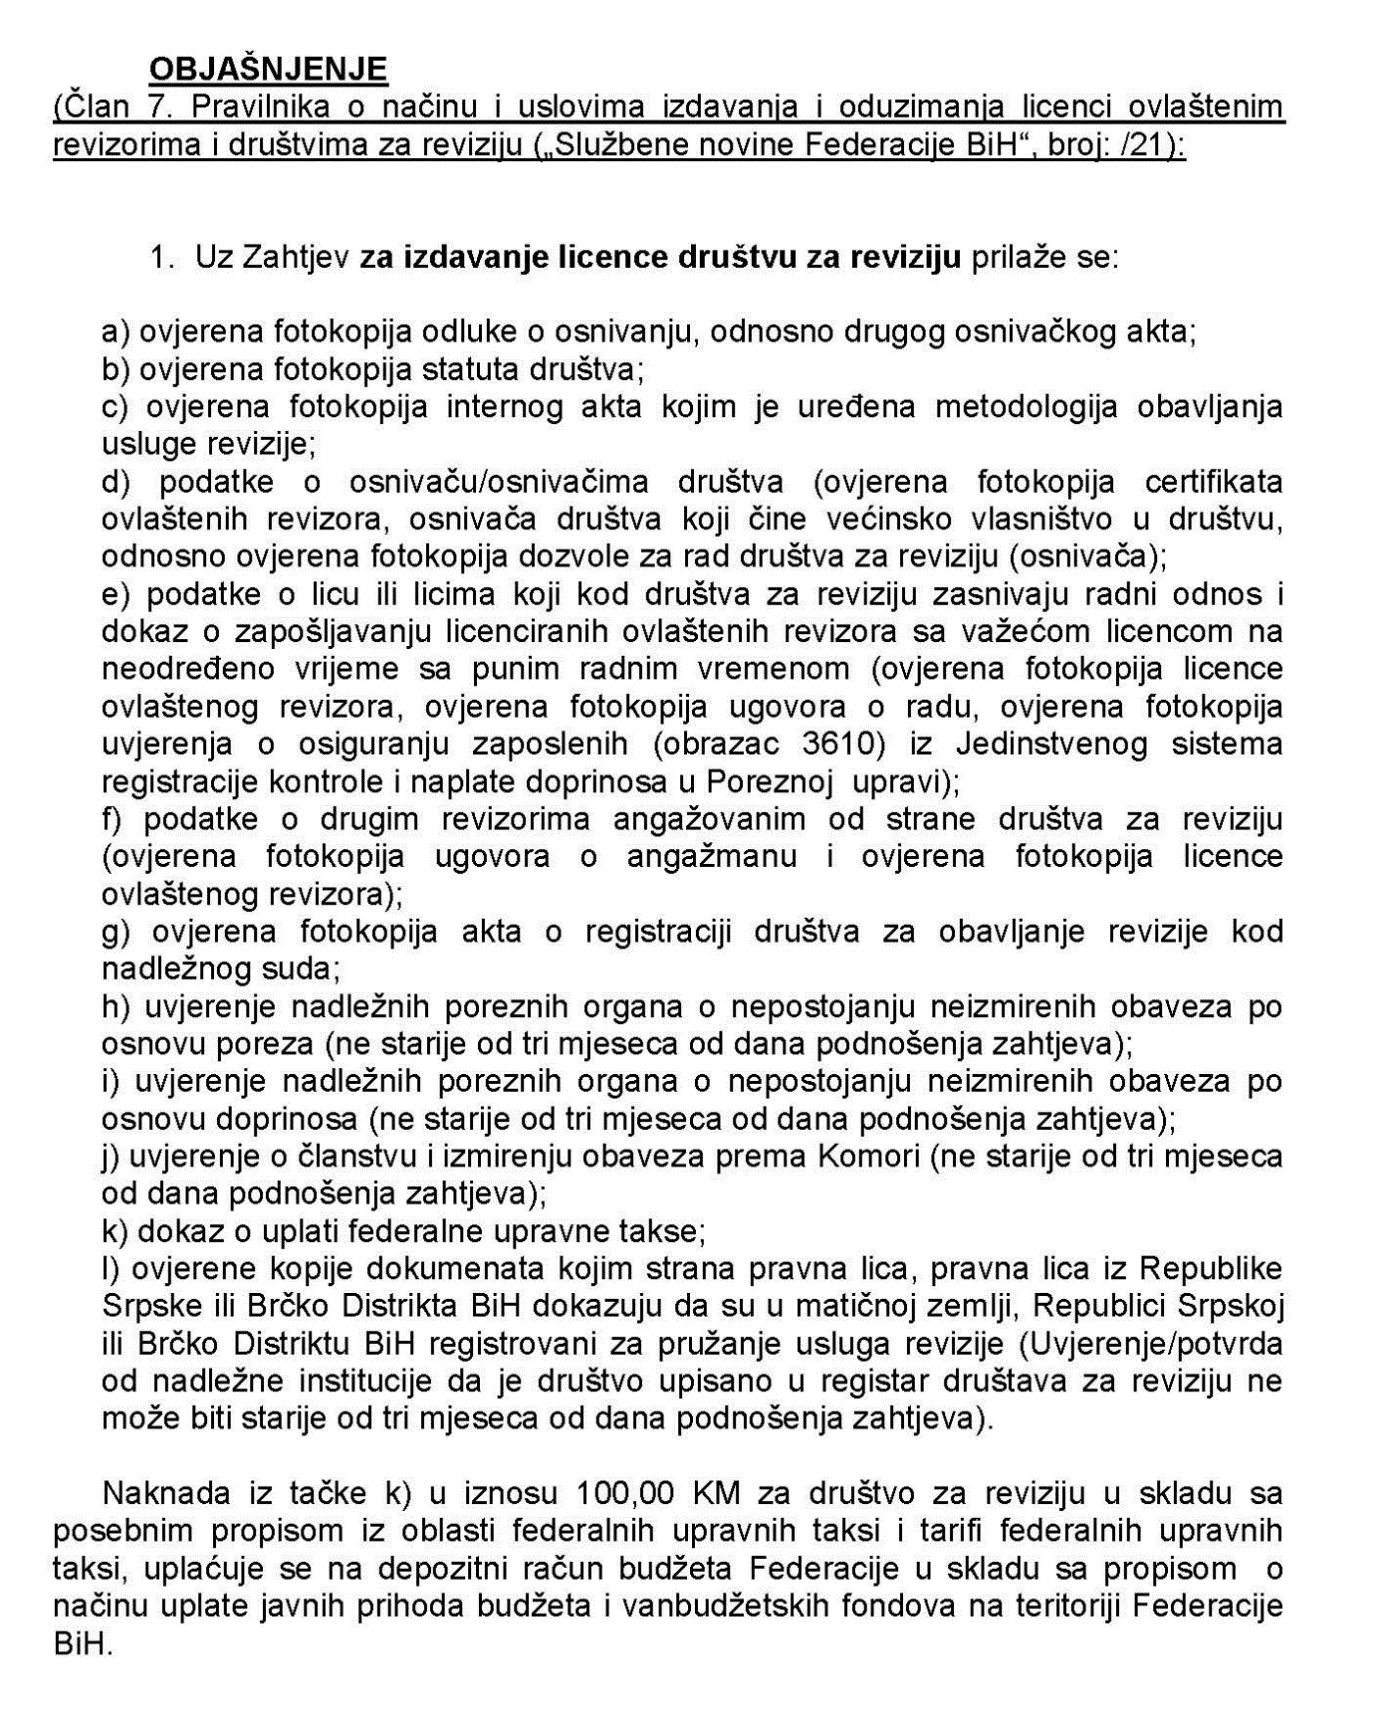 OBJAŠNJENJE
(Član 7. Pravilnika o načinu i uslovima izdavanja i oduzimanja licenci ovlaštenim
revizorima i društvima za reviziju („Službene novine Federacije BiH“, broj: /21):
1. Uz Zahtjev za izdavanje licence društvu za reviziju prilaže se:
a) ovjerena fotokopija odluke o osnivanju, odnosno drugog osnivačkog akta;
b) ovjerena fotokopija statuta društva;
c) ovjerena fotokopija internog akta kojim je uređena metodologija obavljanja
usluge revizije;
d) podatke o osnivaču/osnivačima društva (ovjerena fotokopija certifikata
ovlaštenih revizora, osnivača društva koji čine većinsko vlasništvo u društvu,
odnosno ovjerena fotokopija dozvole za rad društva za reviziju (osnivača);
e) podatke o licu ili licima koji kod društva za reviziju zasnivaju radni odnos i
dokaz o zapošljavanju licenciranih ovlaštenih revizora sa važećom licencom na
neodređeno vrijeme sa punim radnim vremenom (ovjerena fotokopija licence
ovlaštenog revizora, ovjerena fotokopija ugovora o radu, ovjerena fotokopija
uvjerenja o osiguranju zaposlenih (obrazac 3610) iz Jedinstvenog sistema
registracije kontrole i naplate doprinosa u Poreznoj upravi);
f) podatke o drugim revizorima angažovanim od strane društva za reviziju
(ovjerena fotokopija ugovora o angažmanu i ovjerena fotokopija licence
ovlaštenog revizora);
g) ovjerena fotokopija akta o registraciji društva za obavljanje revizije kod
nadležnog suda;
h) uvjerenje nadležnih poreznih organa o nepostojanju neizmirenih obaveza po
osnovu poreza (ne starije od tri mjeseca od dana podnošenja zahtjeva);
i) uvjerenje nadležnih poreznih organa o nepostojanju neizmirenih obaveza po
osnovu doprinosa (ne starije od tri mjeseca od dana podnošenja zahtjeva);
j) uvjerenje o članstvu i izmirenju obaveza prema Komori (ne starije od tri mjeseca
od dana podnošenja zahtjeva);
k) dokaz o uplati federalne upravne takse;
l) ovjerene kopije dokumenata kojim strana pravna lica, pravna lica iz Republike
Srpske ili Brčko Distrikta BiH dokazuju da su u matičnoj zemlji, Republici Srpskoj
ili Brčko Distriktu BiH registrovani za pružanje usluga revizije (Uvjerenje/potvrda
od nadležne institucije da je društvo upisano u registar društava za reviziju ne
može biti starije od tri mjeseca od dana podnošenja zahtjeva).
Naknada iz tačke k) u iznosu 100,00 KM za društvo za reviziju u skladu sa
posebnim propisom iz oblasti federalnih upravnih taksi i tarifi federalnih upravnih
taksi, uplaćuje se na depozitni račun budžeta Federacije u skladu sa propisom o
načinu uplate javnih prihoda budžeta i vanbudžetskih fondova na teritoriji Federacije
BiH.